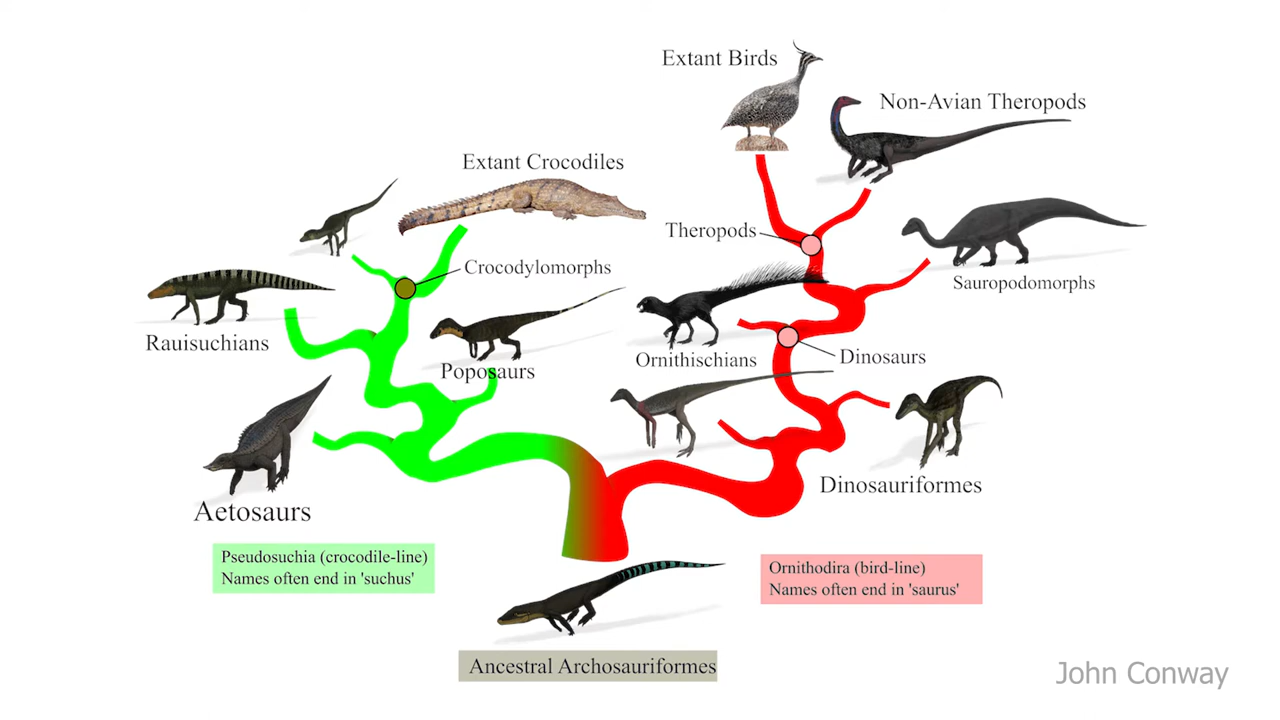 Extant Birds
Non-Avian Theropods
Extant Crocodiles
Theropods
Crocodylomorphs
Sauropodomorphs
Rauisuchians
Poposaurs
Ornithischians
Dinosaurs
Aetosaurs
Dinosauriformes
Pseudosuchia (crocodile-line)
Names often end in 'suchus'
Ornithodira (bird-line)
Names often end in 'saurus'
Ancestral Archosauriformes
John Conway